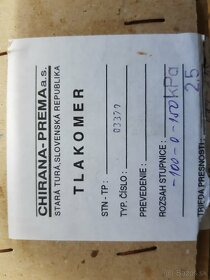 CHIRANA-PREMA a.s.
STARÁ TURÁ, SLOVENSKÁ REPUBLIKA
TLAKOMER
STN - TP :
TYP. ČÍSLO : 03379
PREVEDENIE :
ROZSAH STUPNICE : -100-0-150 kPa
TRIEDA PRESNOSTI : 2,5